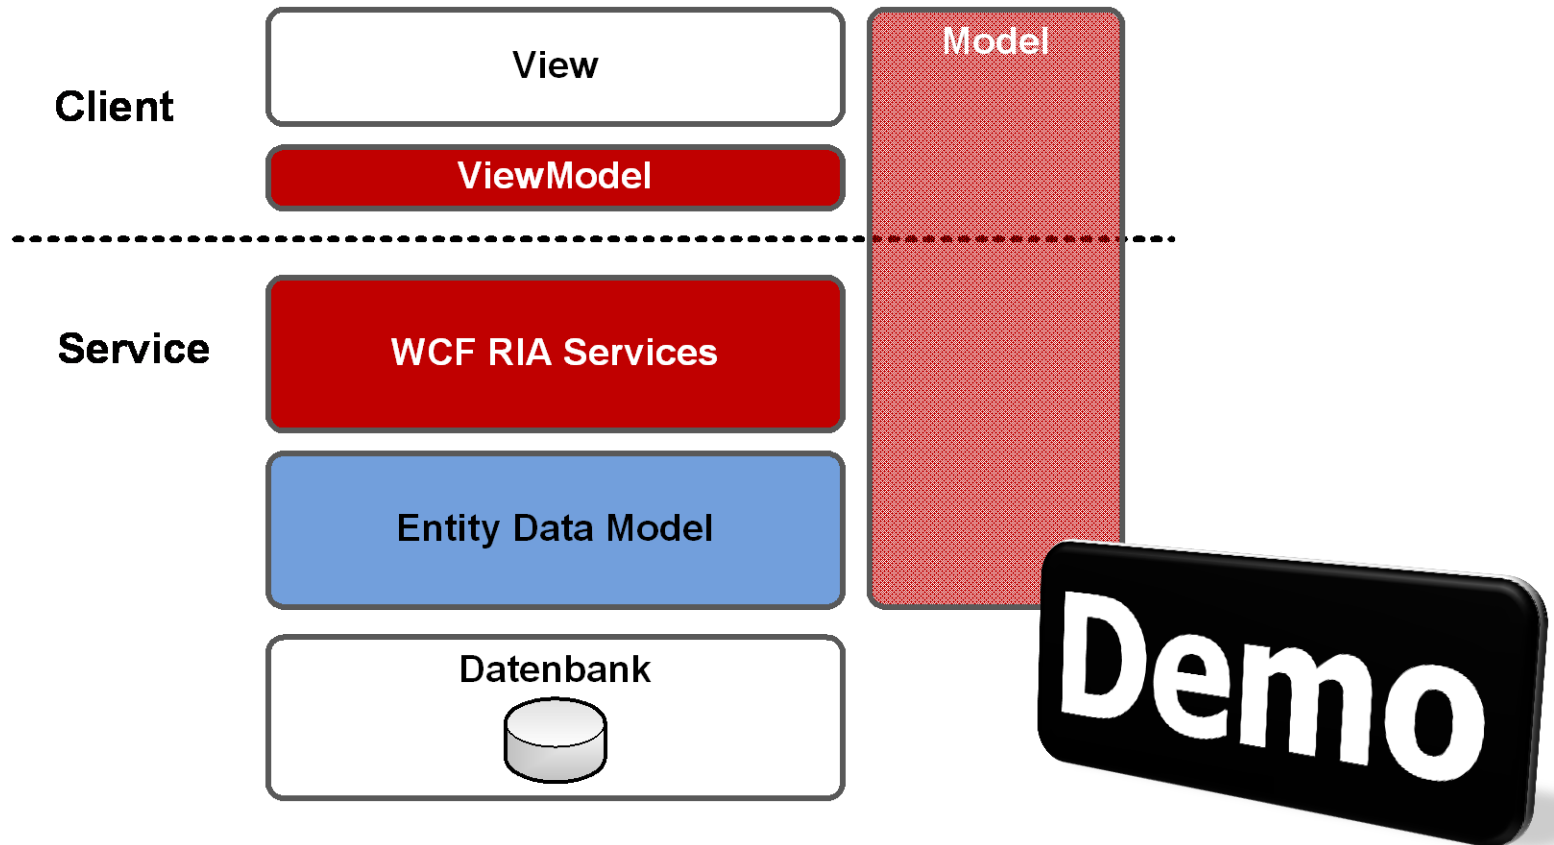 View
Model
Client
ViewModel
Service
WCF RIA Services
Entity Data Model
Datenbank
Demo